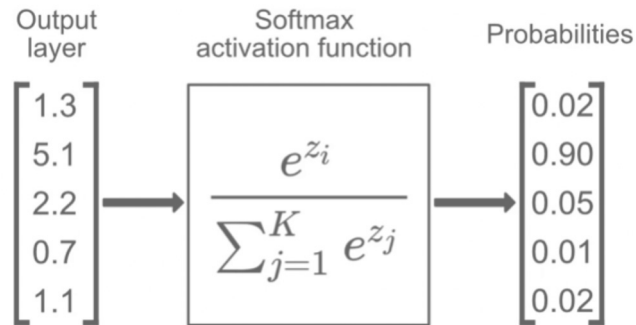 Output
layer
1.3
5.1
2.2
0.7
1.1
Softmax
activation function
e^{z_i}
∑_{j=1}^{K} e^{z_j}
Probabilities
0.02
0.90
0.05
0.01
0.02